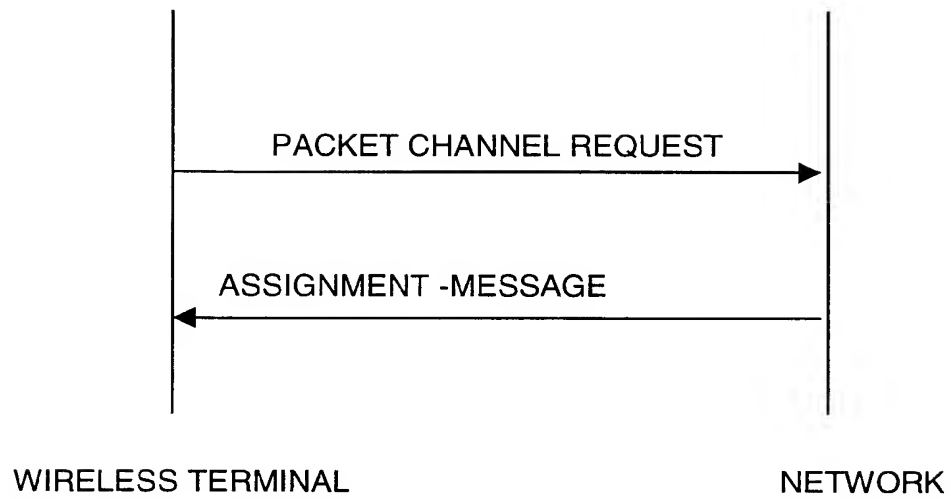 PACKET CHANNEL REQUEST
ASSIGNMENT -MESSAGE
WIRELESS TERMINAL
NETWORK